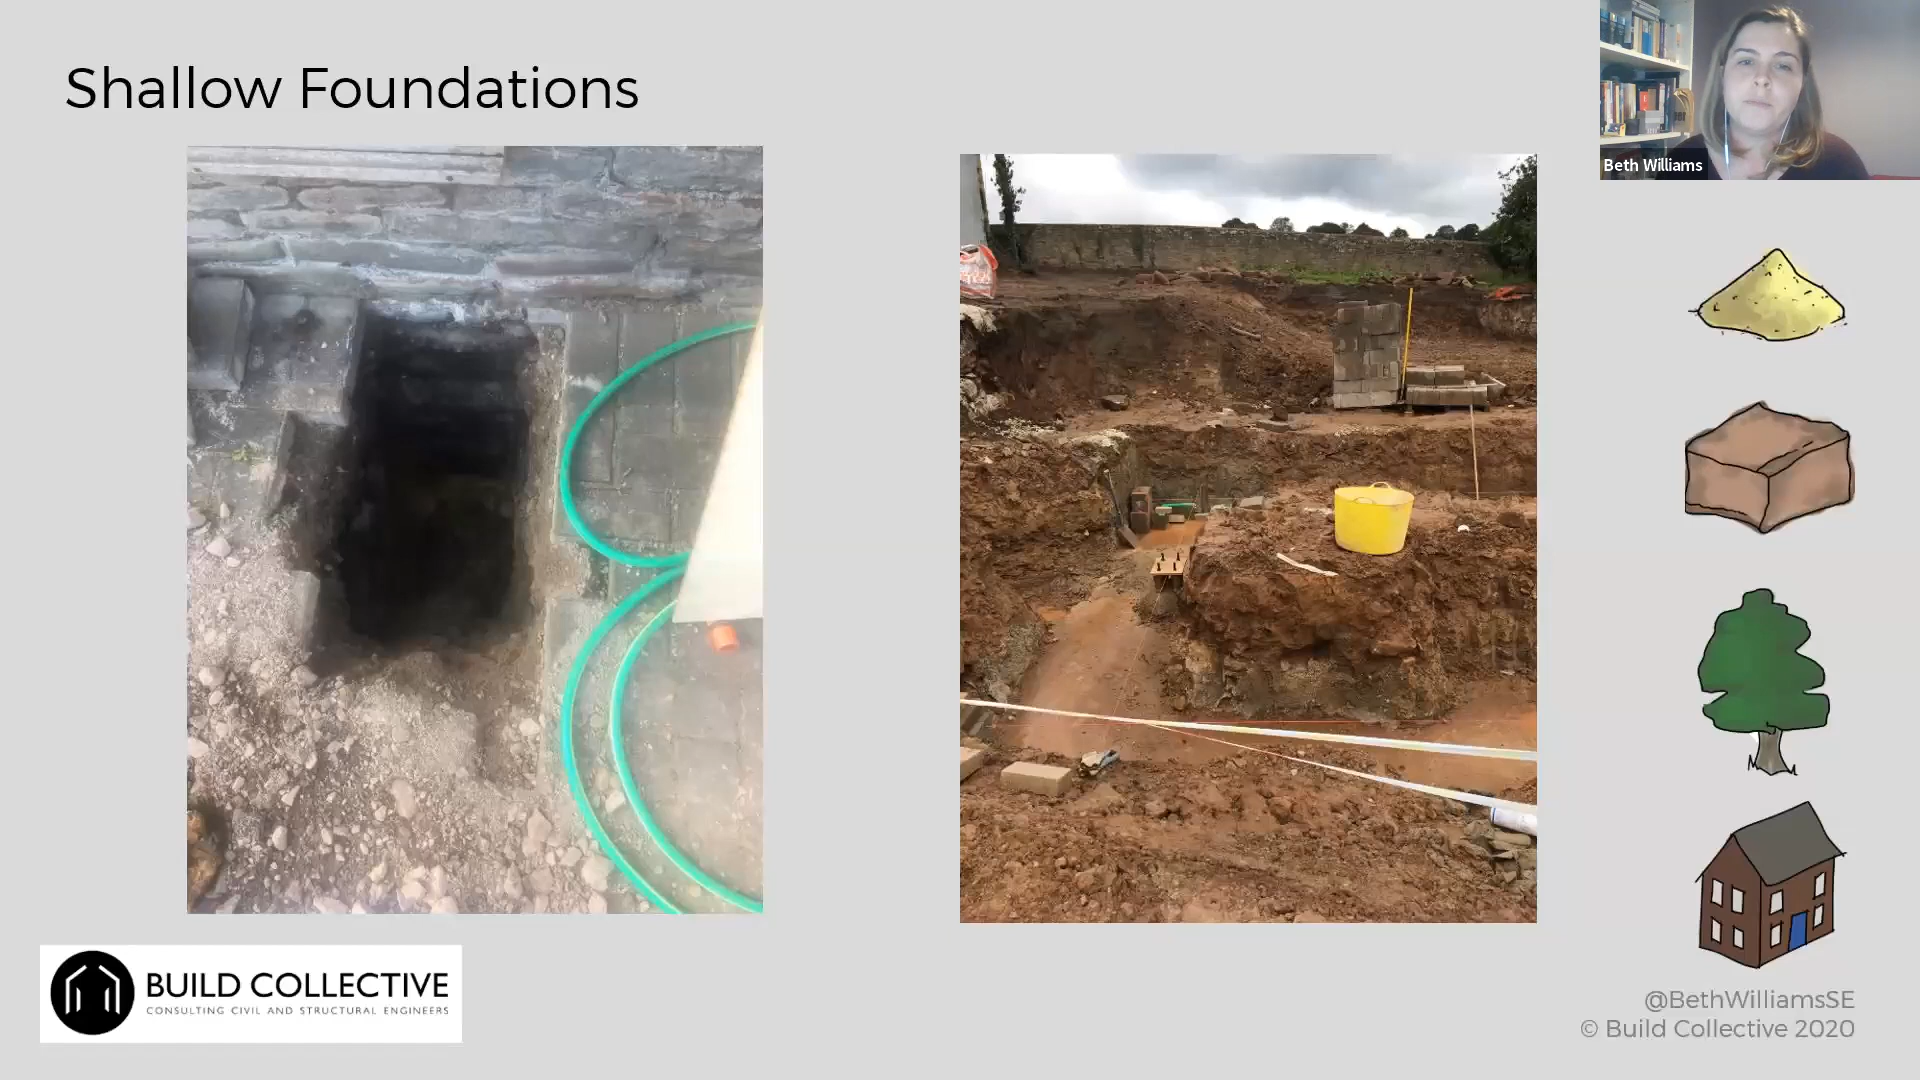 Shallow Foundations
Beth Williams
BUILD COLLECTIVE
CONSULTING CIVIL AND STRUCTURAL ENGINEERS
@BethWilliamsSE
© Build Collective 2020